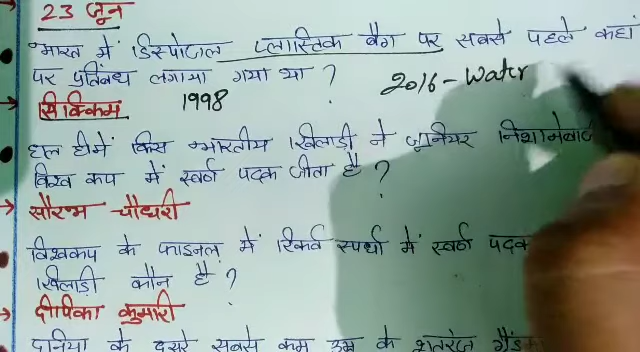 23 जून
भारत में डिस्पोजल प्लास्टिक बैग पर सबसे पहले कहां
पर प्रतिबंध लगाया गया था ? 2016 - Water
सिक्किम 1998
हाल ही में किस भारतीय खिलाड़ी ने जूनियर निशानेबाजी
विश्व कप में स्वर्ण पदक जीता है ?
सौरभ चौधरी
विश्वकप के फाइनल में रिकर्व स्पर्धा में स्वर्ण पदक
खिलाड़ी कौन है ?
दीपिका कुमारी
दुनिया के दूसरे सबसे कम उम्र के शतरंज